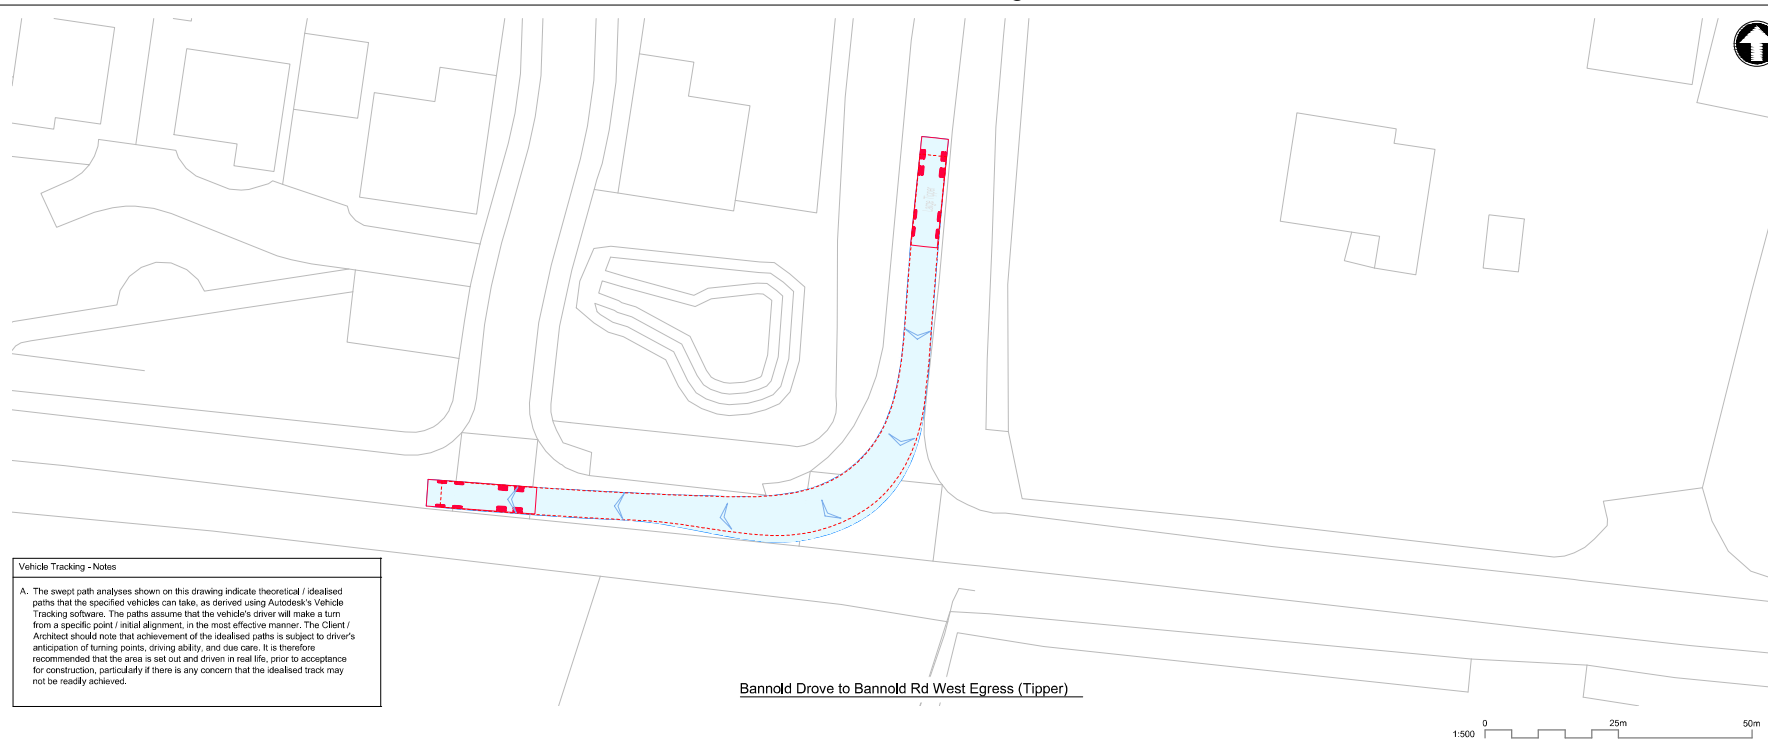 Vehicle Tracking - Notes
A. The swept path analyses shown on this drawing indicate theoretical / idealised
paths that the specified vehicles can take, as derived using Autodesk's Vehicle
Tracking software. The paths assume that the vehicle's driver will make a turn
from a specific point / initial alignment, in the most effective manner. The Client /
Architect should note that achievement of the idealised paths is subject to driver's
anticipation of turning points, driving ability, and due care. It is therefore
recommended that the area is set out and driven in real life, prior to acceptance
for construction, particularly if there is any concern that the idealised track may
not be readily achieved.
Bannold Drove to Bannold Rd West Egress (Tipper)
1:500
0 25m 50m